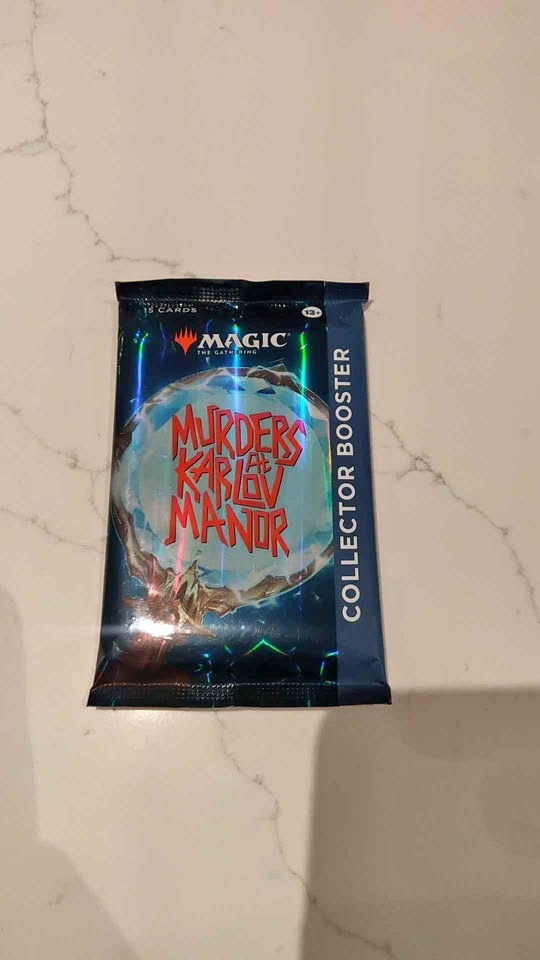 15 CARDS
13+
MAGIC
THE GATHERING
MURDERS
At
KARLOV
MANOR
COLLECTOR BOOSTER